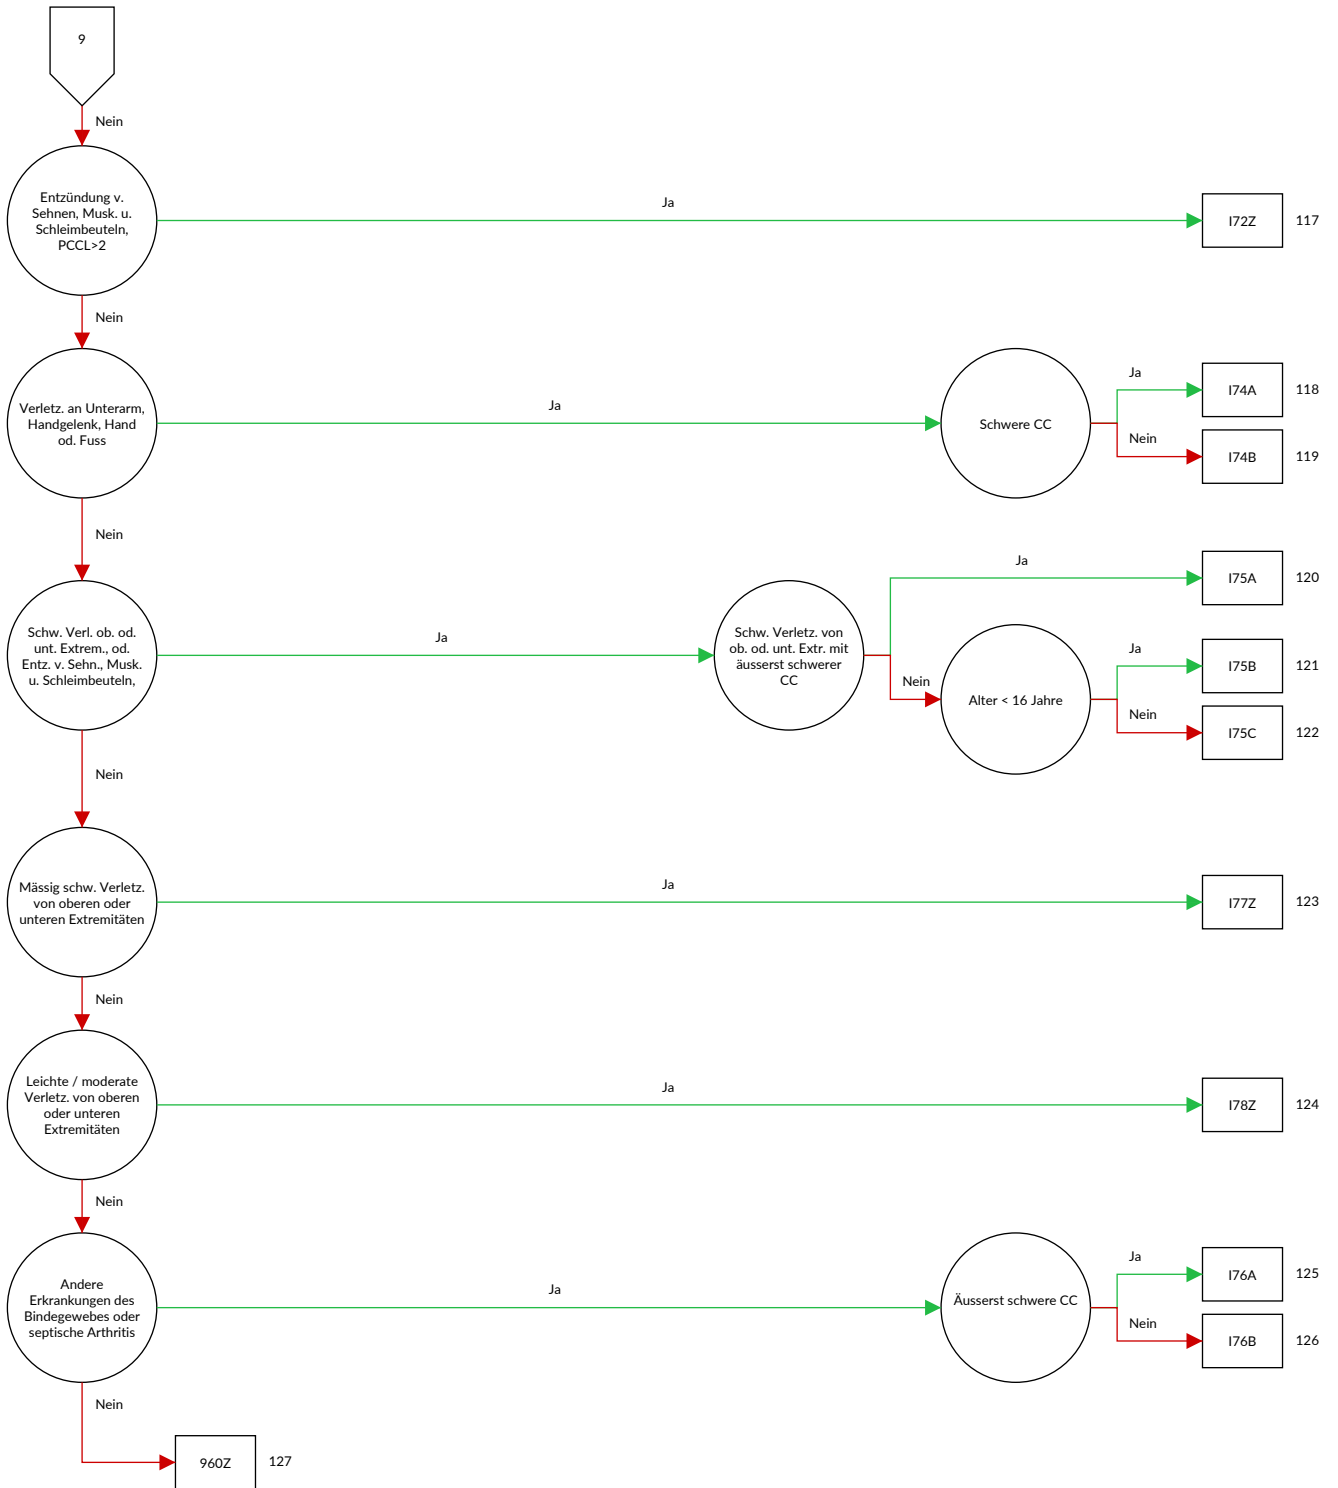 9
Nein
Entzündung v.
Sehnen, Musk. u.
Schleimbeuteln,
PCCL>2
Ja
I72Z
117
Nein
Verletz. an Unterarm,
Handgelenk, Hand
od. Fuss
Ja
Schwere CC
Ja
I74A
118
Nein
I74B
119
Nein
Schw. Verl. ob. od.
unt. Extrem., od.
Entz. v. Sehn., Musk.
u. Schleimbeuteln,
Ja
Schw. Verletz. von
ob. od. unt. Extr. mit
äusserst schwerer
CC
Ja
I75A
120
Nein
Alter < 16 Jahre
Ja
I75B
121
Nein
I75C
122
Nein
Mässig schw. Verletz.
von oberen oder
unteren Extremitäten
Ja
I77Z
123
Nein
Leichte / moderate
Verletz. von oberen
oder unteren
Extremitäten
Ja
I78Z
124
Nein
Andere
Erkrankungen des
Bindegewebes oder
septische Arthritis
Ja
Äusserst schwere CC
Ja
I76A
125
Nein
I76B
126
Nein
960Z
127